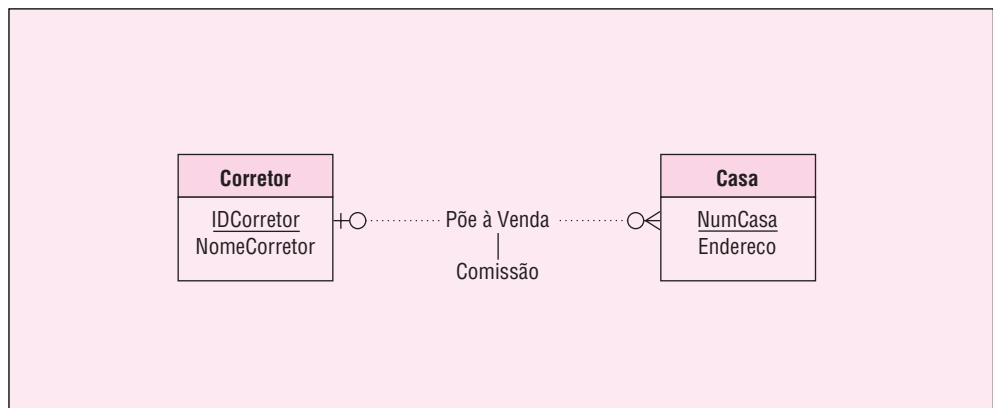 Corretor
IDCorretor
NomeCorretor
Põe à Venda
Comissão
Casa
NumCasa
Endereco